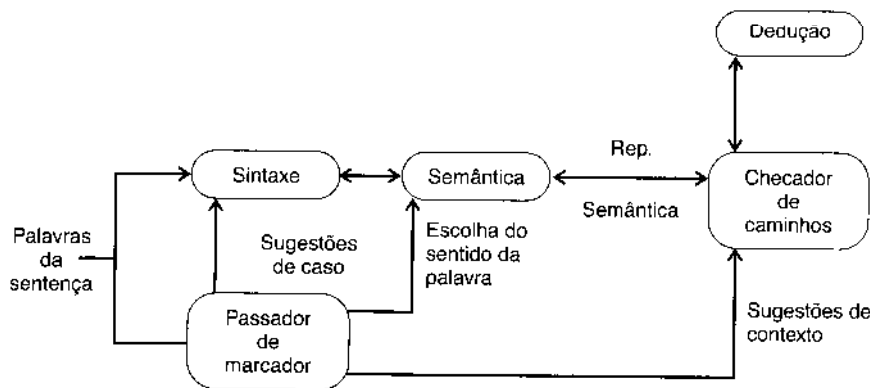 Dedução
Rep.
Síntaxe
Semântica
Semântica
Checador
de
caminhos
Palavras
da
sentença
Sugestões
de caso
Escolha do
sentido da
palavra
Passador
de
marcador
Sugestões de
contexto